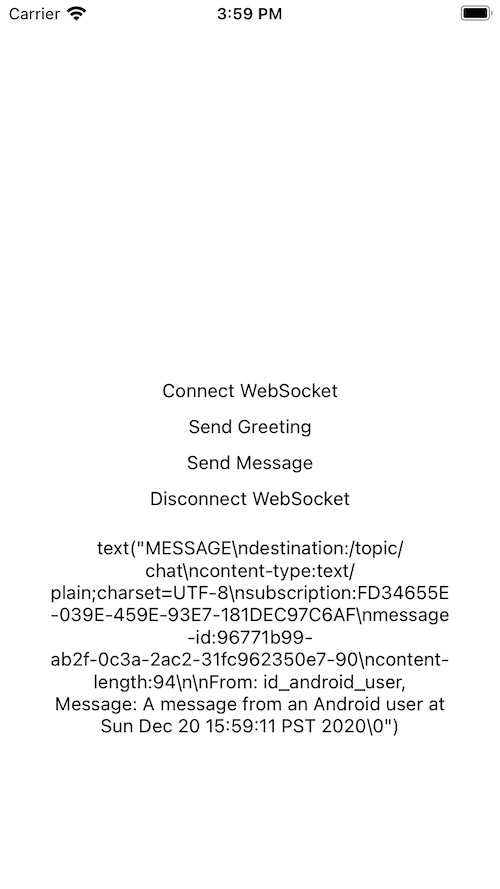 Carrier 3:59 PM
Connect WebSocket
Send Greeting
Send Message
Disconnect WebSocket
text("MESSAGE\ndestination:/topic/
chat\ncontent-type:text/
plain;charset=UTF-8\nsubscription:FD34655E
-039E-459E-93E7-181DEC97C6AF\nmessage
-id:96771b99-
ab2f-0c3a-2ac2-31fc962350e7-90\ncontent-
length:94\n\nFrom: id_android_user,
Message: A message from an Android user at
Sun Dec 20 15:59:11 PST 2020\0")